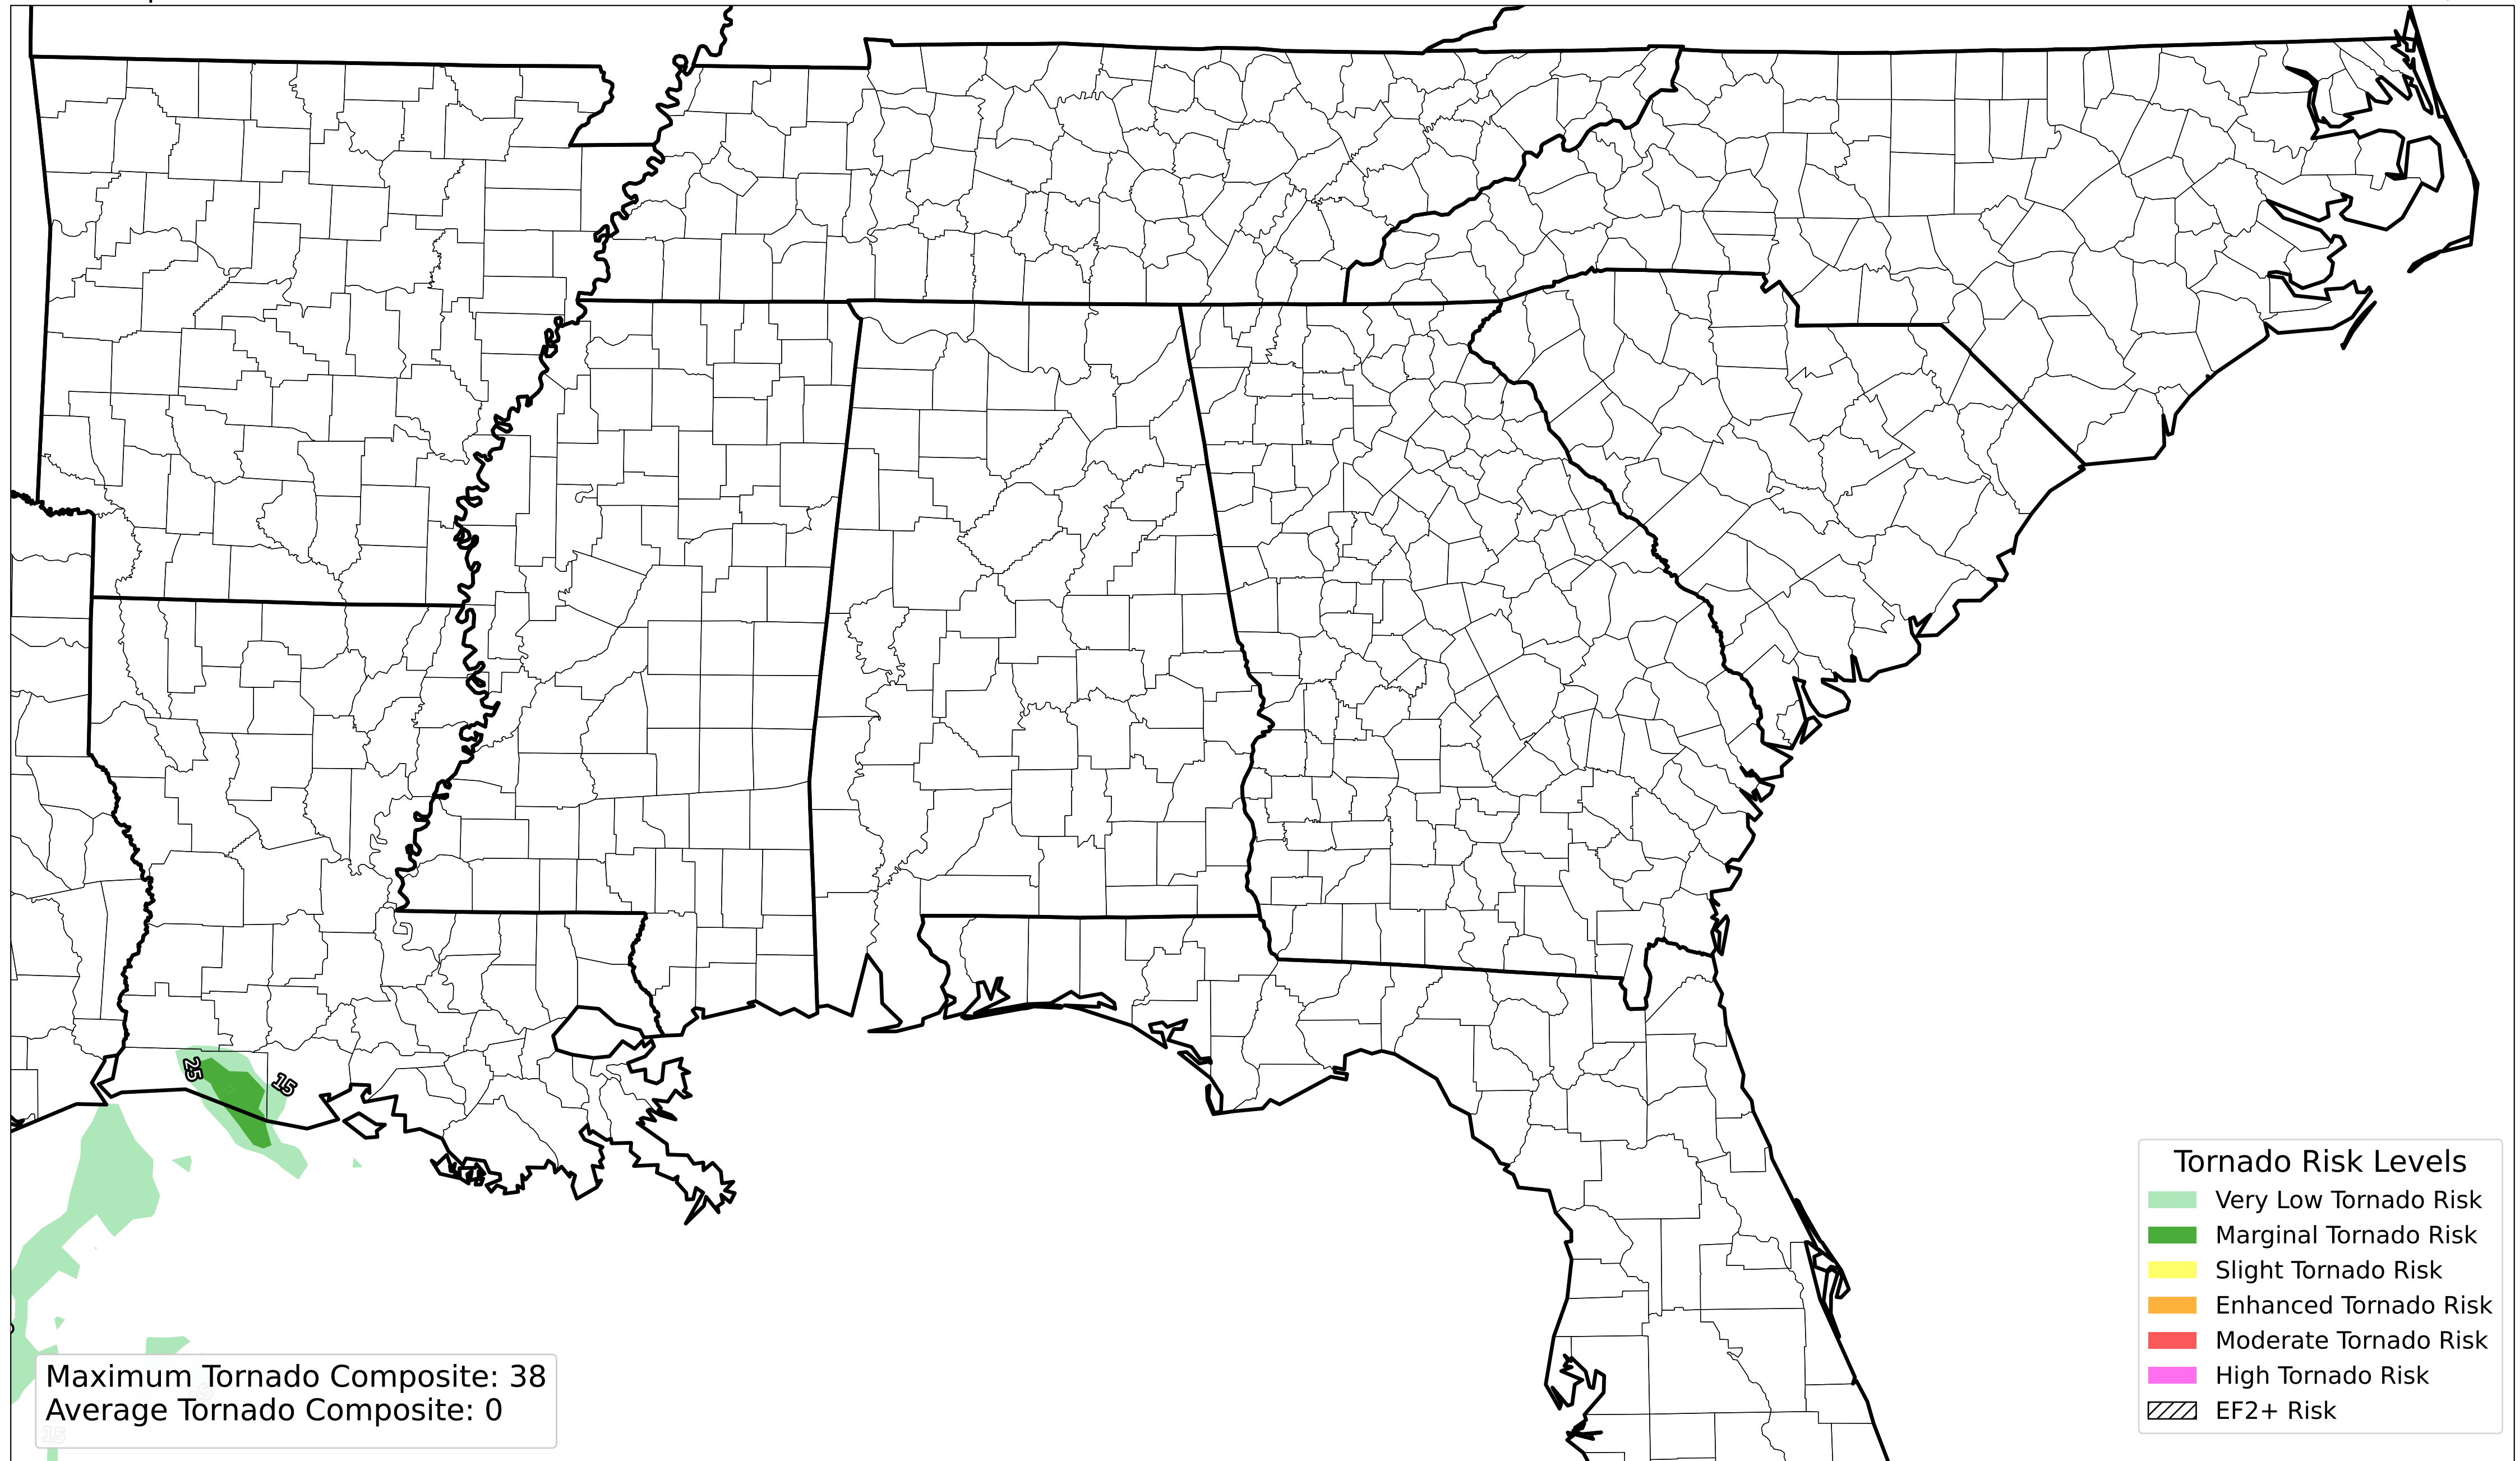 25
15
Tornado Risk Levels
Very Low Tornado Risk
Marginal Tornado Risk
Slight Tornado Risk
Enhanced Tornado Risk
Moderate Tornado Risk
High Tornado Risk
EF2+ Risk
Maximum Tornado Composite: 38
Average Tornado Composite: 0
15